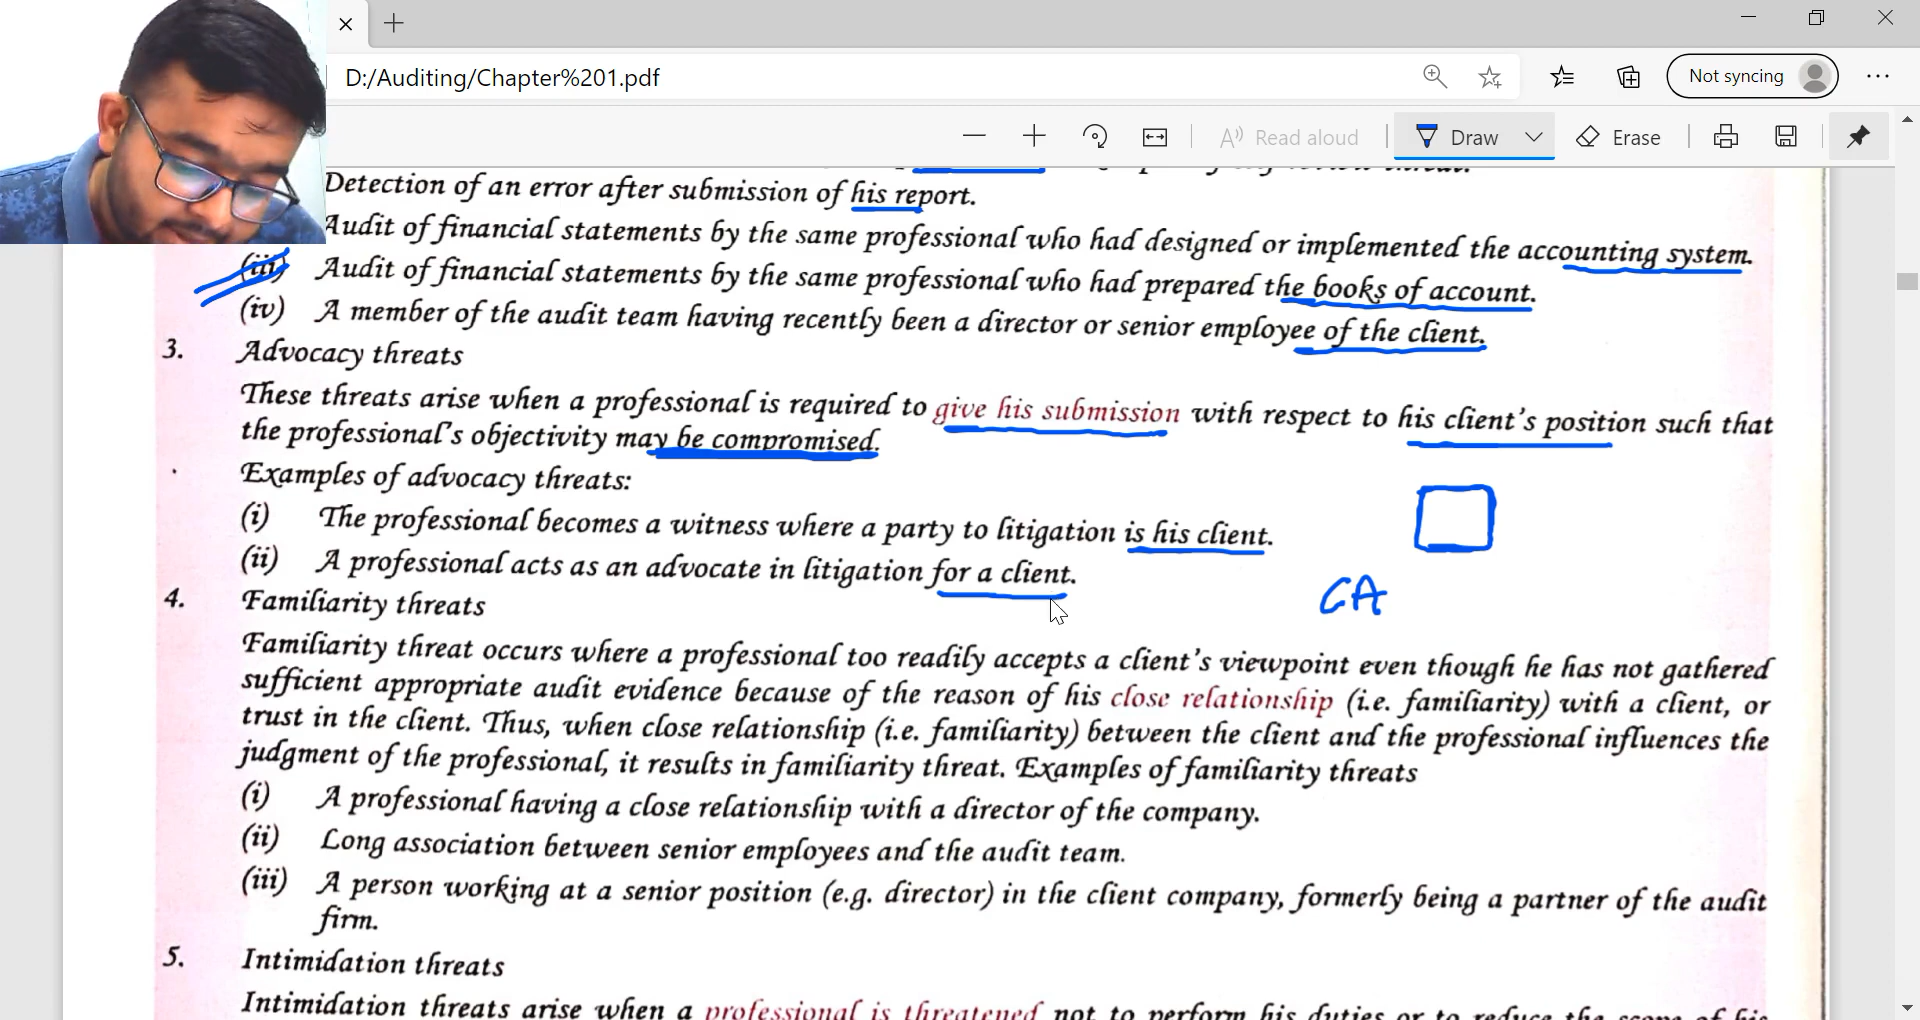 D:/Auditing/Chapter%201.pdf
Not syncing
Read aloud
Draw
Erase
Detection of an error after submission of his report.
Audit of financial statements by the same professional who had designed or implemented the accounting system.
(iii) Audit of financial statements by the same professional who had prepared the books of account.
(iv) A member of the audit team having recently been a director or senior employee of the client.
3. Advocacy threats
These threats arise when a professional is required to give his submission with respect to his client's position such that
the professional's objectivity may be compromised.
Examples of advocacy threats:
(i) The professional becomes a witness where a party to litigation is his client.
(ii) A professional acts as an advocate in litigation for a client.
CA
4. Familiarity threats
Familiarity threat occurs where a professional too readily accepts a client's viewpoint even though he has not gathered
sufficient appropriate audit evidence because of the reason of his close relationship (i.e. familiarity) with a client, or
trust in the client. Thus, when close relationship (i.e. familiarity) between the client and the professional influences the
judgment of the professional, it results in familiarity threat. Examples of familiarity threats
(i) A professional having a close relationship with a director of the company.
(ii) Long association between senior employees and the audit team.
(iii) A person working at a senior position (e.g. director) in the client company, formerly being a partner of the audit
firm.
5. Intimidation threats
Intimidation threats arise when a professional is threatened not to perform his duties or to reduce the scope of his